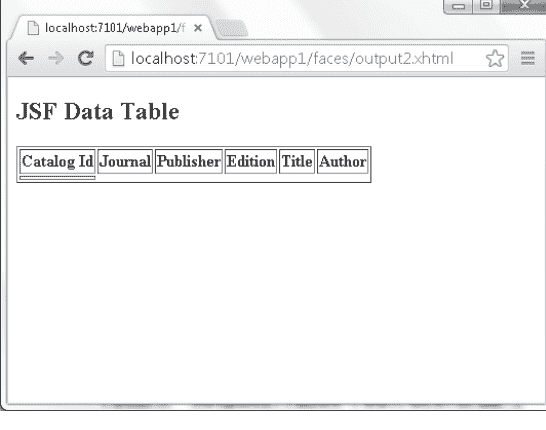 localhost:7101/webapp1/f
localhost:7101/webapp1/faces/output2.xhtml
JSF Data Table
Catalog Id Journal Publisher Edition Title Author